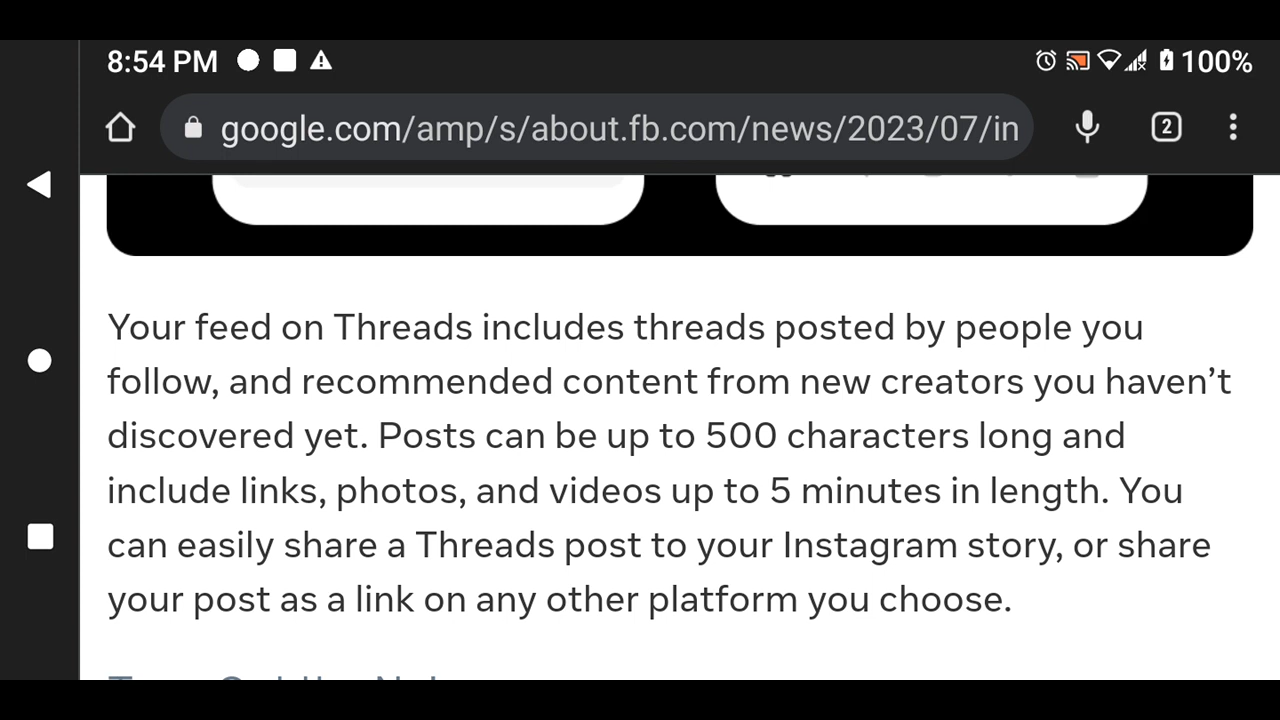 8:54 PM 100%
google.com/amp/s/about.fb.com/news/2023/07/in 2
Your feed on Threads includes threads posted by people you
follow, and recommended content from new creators you haven’t
discovered yet. Posts can be up to 500 characters long and
include links, photos, and videos up to 5 minutes in length. You
can easily share a Threads post to your Instagram story, or share
your post as a link on any other platform you choose.